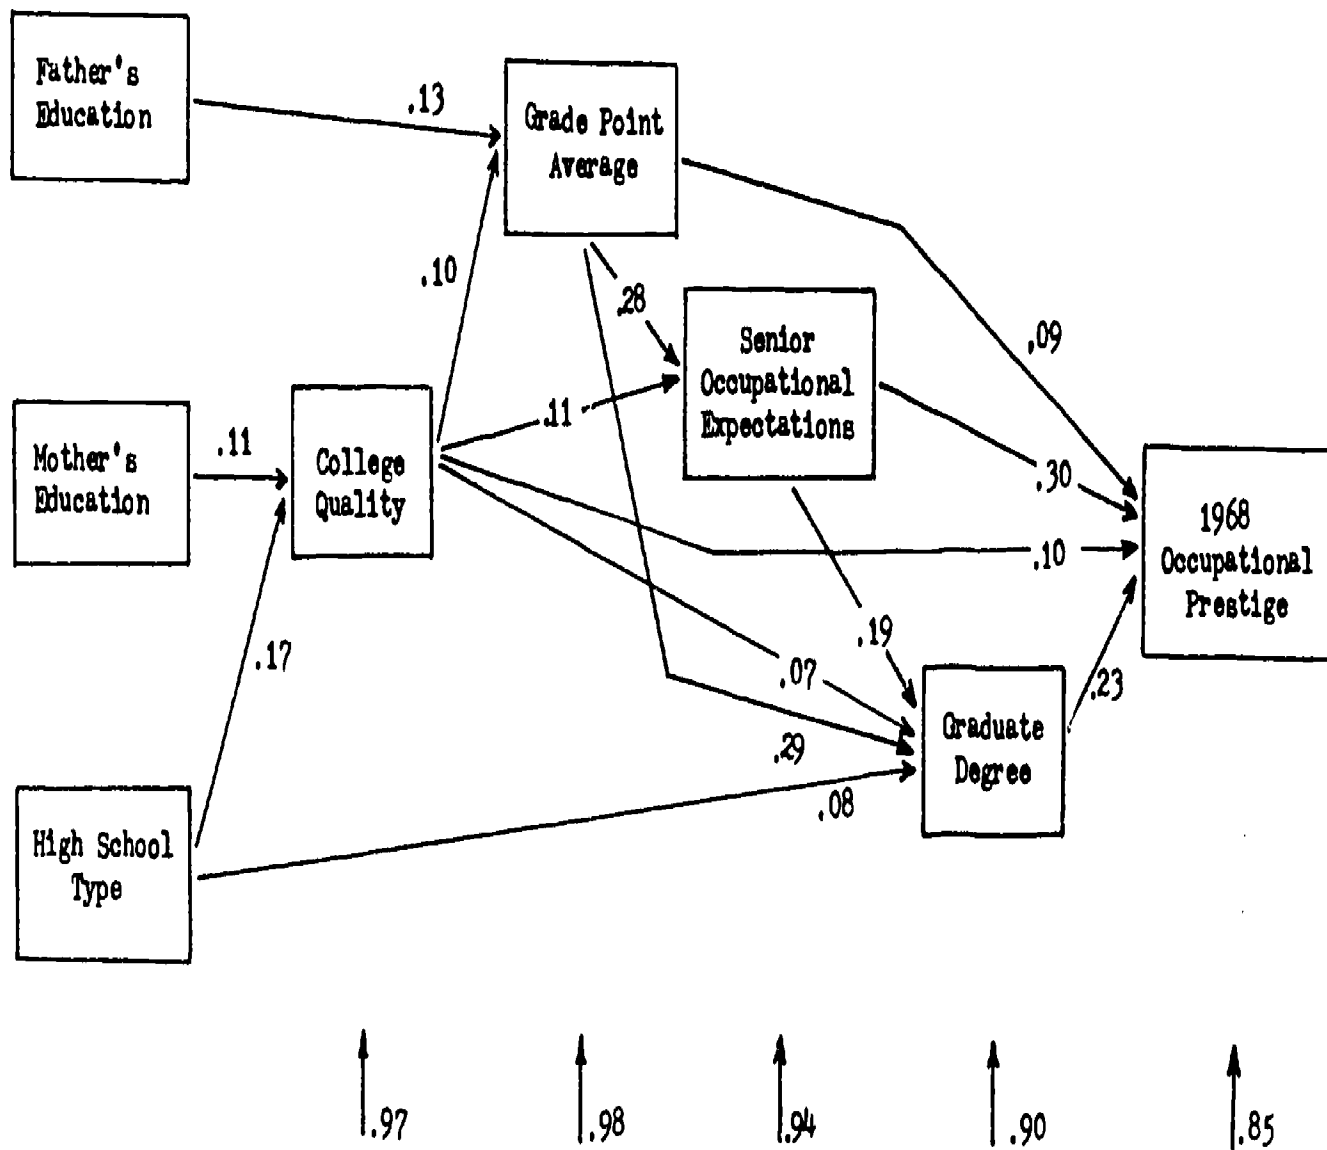 Father's
Education
.13
Grade Point
Average
.10
.28
Senior
Occupational
Expectations
.09
Mother's
Education
.11
College
Quality
.11
.30
1968
Occupational
Prestige
.10
.17
.19
.07
.23
Graduate
Degree
.29
.08
High School
Type
.97
.98
.94
.90
.85